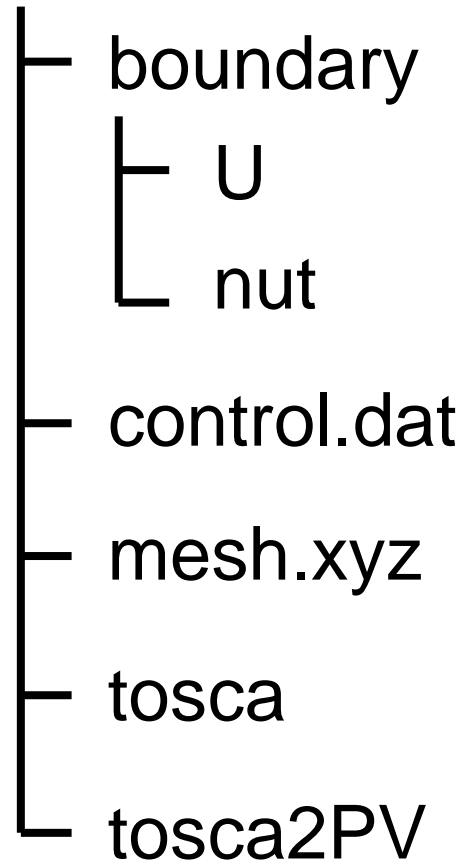 boundary
U
nut
control.dat
mesh.xyz
tosca
tosca2PV